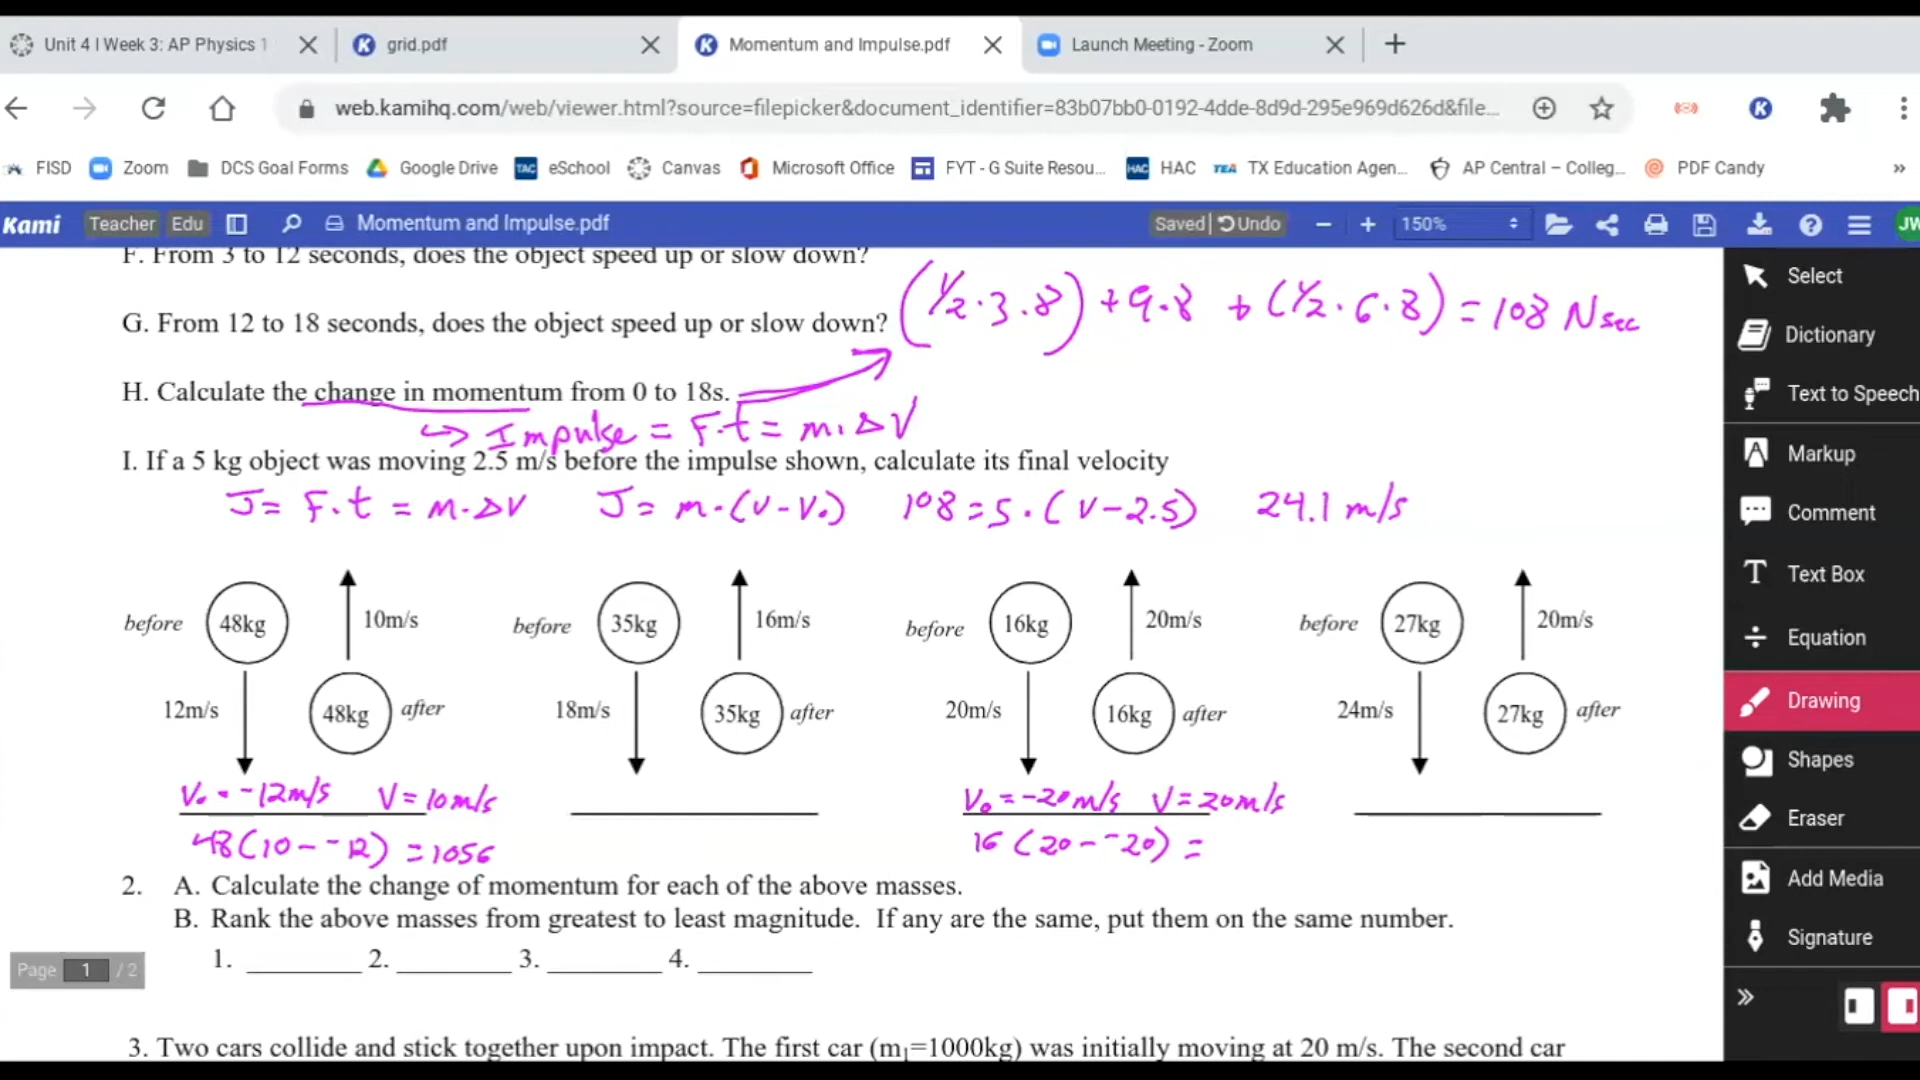 Unit 4 | Week 3: AP Physics 1
grid.pdf
Momentum and Impulse.pdf
Launch Meeting - Zoom
web.kamihq.com/web/viewer.html?source=filepicker&document_identifier=83b07bb0-0192-4dde-8d9d-295e969d626d&file...
FISD Zoom DCS Goal Forms Google Drive TAC eSchool Canvas Microsoft Office FYT - G Suite Resou... HAC HAC TEA TX Education Agen... AP Central – Colleg... PDF Candy »
Kami Teacher Edu Momentum and Impulse.pdf Saved Undo − + 150% JW
F. From 3 to 12 seconds, does the object speed up or slow down?
(1/2·3·8) + 9·8 + (1/2·6·8) = 108 N sec
G. From 12 to 18 seconds, does the object speed up or slow down?
H. Calculate the change in momentum from 0 to 18s.
↪ Impulse = F·t = m·ΔV
I. If a 5 kg object was moving 2.5 m/s before the impulse shown, calculate its final velocity
J = F·t = m·ΔV J = m·(V-V₀) 108 = 5·(V-2.5) 24.1 m/s
before 48kg 10m/s before 35kg 16m/s before 16kg 20m/s before 27kg 20m/s
12m/s 48kg after 18m/s 35kg after 20m/s 16kg after 24m/s 27kg after
V₀ = -12m/s V = 10m/s V₀ = -20m/s V = 20m/s
48(10 - -12) = 1056 16(20 - -20) =
2. A. Calculate the change of momentum for each of the above masses.
B. Rank the above masses from greatest to least magnitude. If any are the same, put them on the same number.
1. ________ 2. ________ 3. ________ 4. ________
Page 1 / 2
3. Two cars collide and stick together upon impact. The first car (m₁=1000kg) was initially moving at 20 m/s. The second car
Select
Dictionary
Text to Speech
Markup
Comment
Text Box
Equation
Drawing
Shapes
Eraser
Add Media
Signature